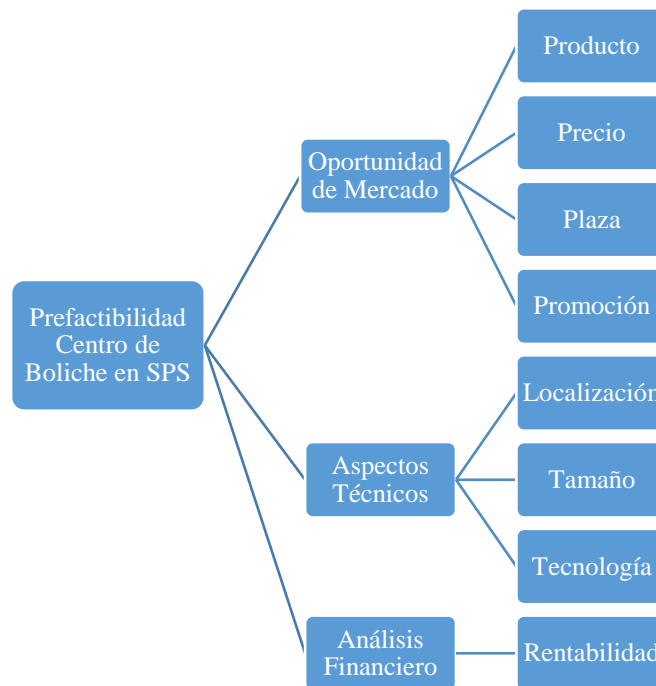 Prefactibilidad
Centro de
Boliche en SPS
Oportunidad
de Mercado
Producto
Precio
Plaza
Promoción
Aspectos
Técnicos
Localización
Tamaño
Tecnología
Análisis
Financiero
Rentabilidad